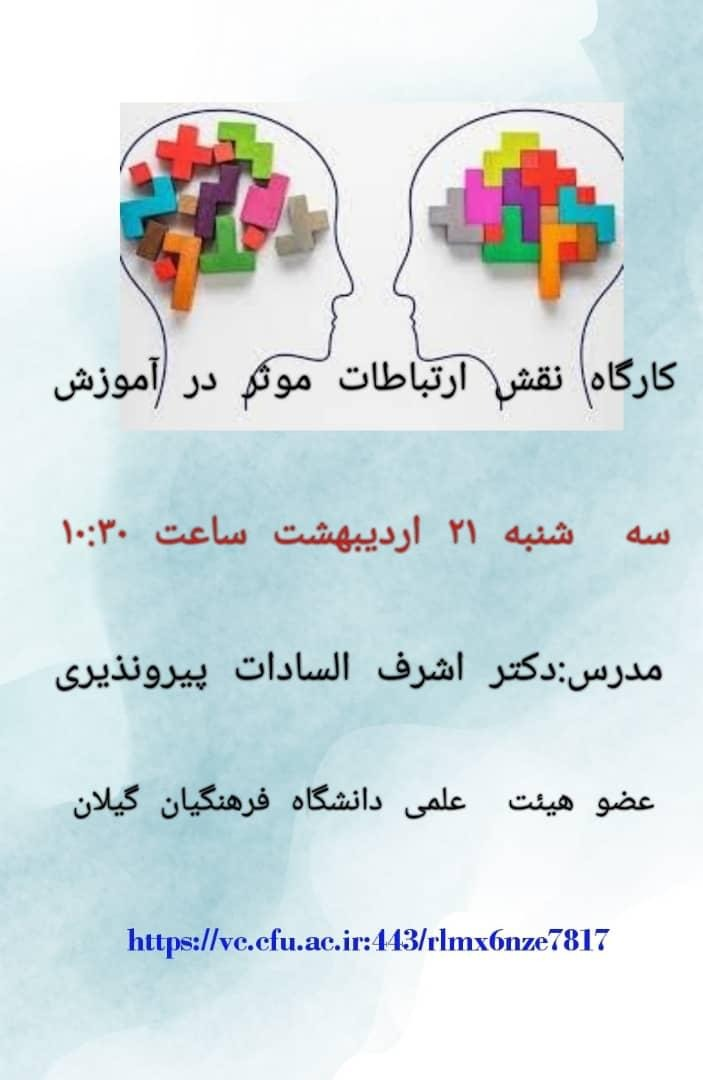 کارگاه نقش ارتباطات موثر در آموزش
سه شنبه ۲۱ اردیبهشت ساعت ۱۰:۳۰
مدرس:دکتر اشرف السادات پیرونذیری
عضو هیئت علمی دانشگاه فرهنگیان گیلان
https://vc.cfu.ac.ir:443/rlmx6nze7817